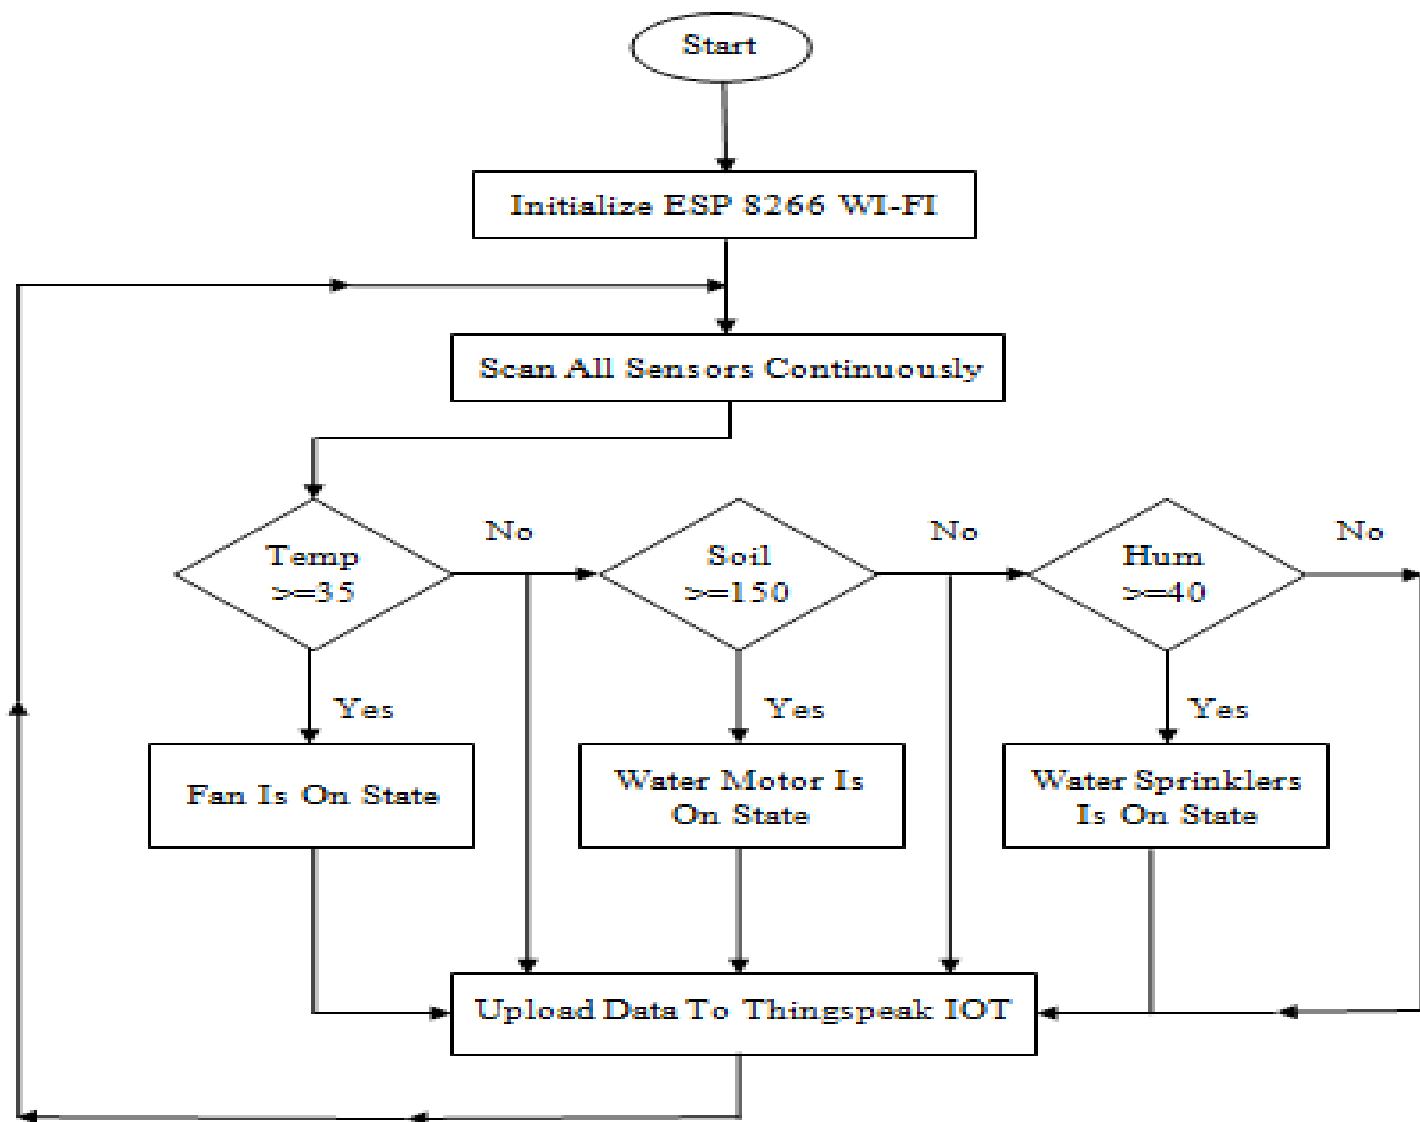 Start
Initialize ESP 8266 WI-FI
Scan All Sensors Continuously
No
No
No
Temp
>=35
Soil
>=150
Hum
>=40
Yes
Yes
Yes
Fan Is On State
Water Motor Is
On State
Water Sprinklers
Is On State
Upload Data To Thingspeak IOT